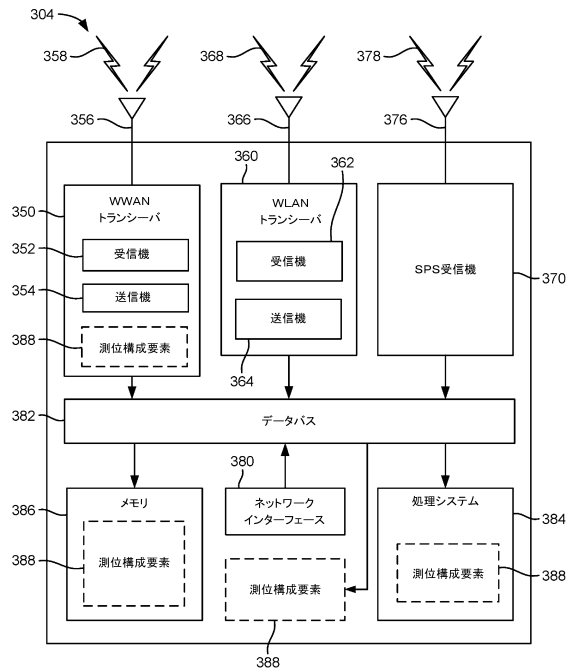 304
358
368
378
356
366
376
360
362
350
WWAN
トランシーバ
WLAN
トランシーバ
352
受信機
受信機
SPS受信機
370
354
送信機
送信機
388
測位構成要素
364
382
データバス
380
386
メモリ
ネットワーク
インターフェース
処理システム
384
388
測位構成要素
測位構成要素
測位構成要素
388
388